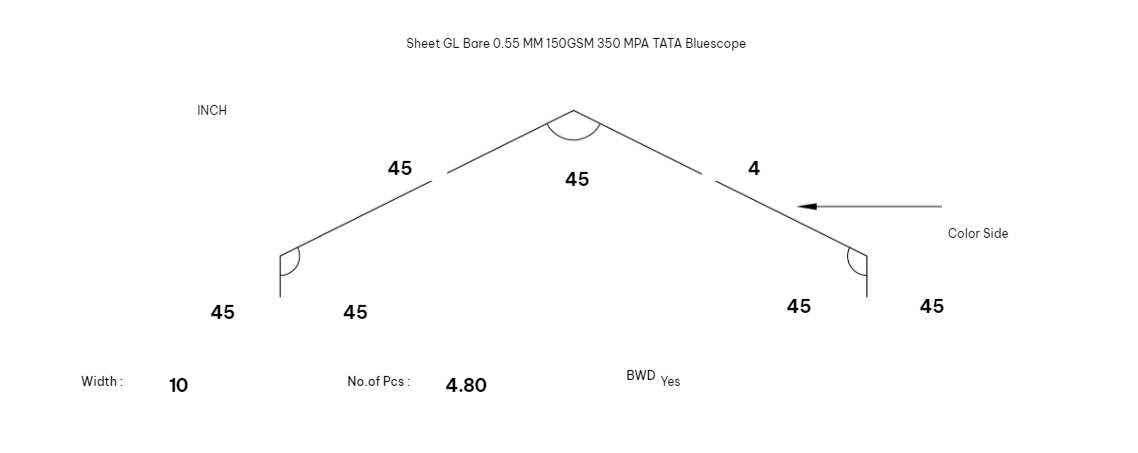 Sheet GL Bare 0.55 MM 150GSM 350 MPA TATA Bluescope
INCH
45
4
45
Color Side
45
45
45
45
Width : 10
No.of Pcs : 4.80
BWD Yes